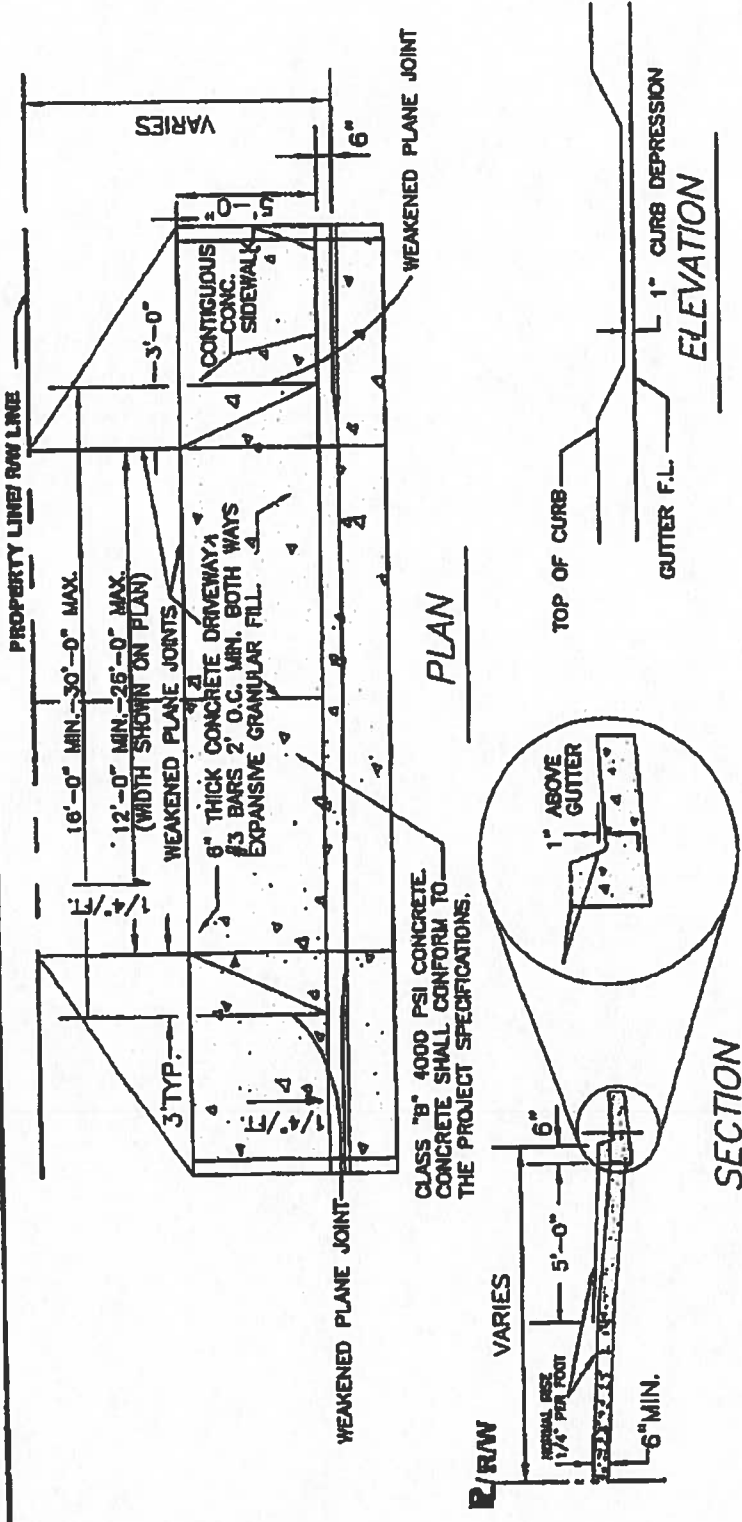 PROPERTY LINE/ R/W LINE
16'-0" MIN.-30'-0" MAX.
12'-0" MIN.-26'-0" MAX.
(WIDTH SHOWN ON PLAN)
WEAKENED PLANE JOINTS
1/4"/FT.
3'TYP.
3'-0"
VARIES
5'-0"
6"
6" THICK CONCRETE DRIVEWAY
#3 BARS 2' O.C. MIN. BOTH WAYS
EXPANSIVE GRANULAR FILL.
CONTIGUOUS
CONC.
SIDEWALK
1/4"/FT.
WEAKENED PLANE JOINT
WEAKENED PLANE JOINT
CLASS "B" 4000 PSI CONCRETE.
CONCRETE SHALL CONFORM TO
THE PROJECT SPECIFICATIONS.
PLAN
/R/W
VARIES
5'-0"
6"
NORMAL RISE
1/4" PER FOOT
6"MIN.
1" ABOVE
GUTTER
SECTION
TOP OF CURB
GUTTER F.L.
1" CURB DEPRESSION
ELEVATION